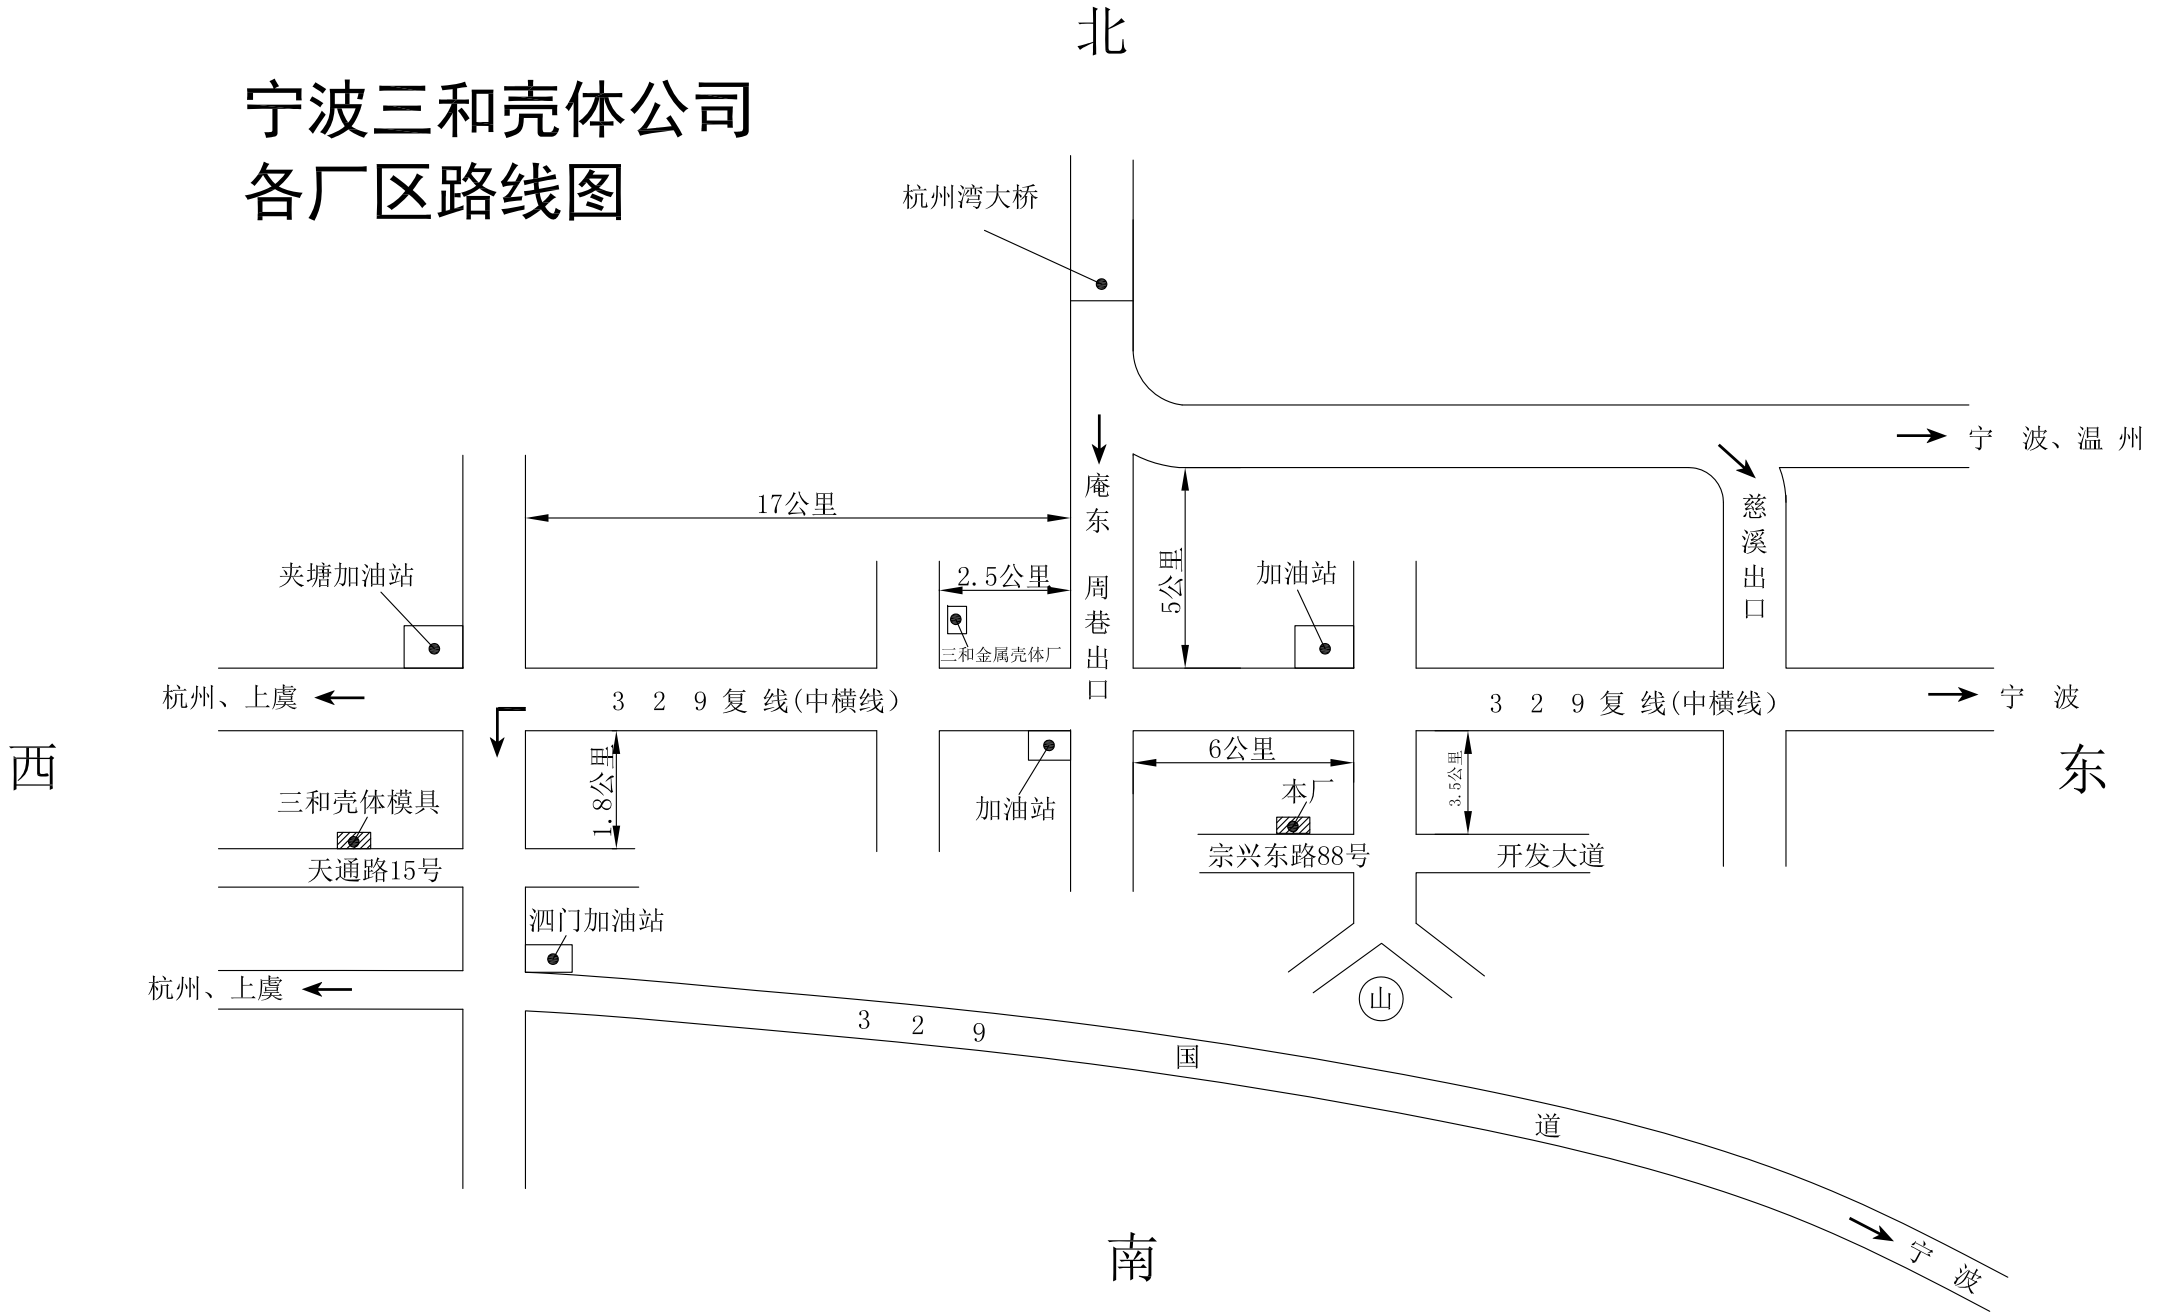 北
宁波三和壳体公司
各厂区路线图
杭州湾大桥
宁 波、温 州
庵东 周巷出口
慈溪出口
17公里
5公里
夹塘加油站
2.5公里
加油站
三和金属壳体厂
杭州、上虞
3 2 9 复 线(中横线)
3 2 9 复 线(中横线)
宁 波
西
东
1.8公里
6公里
3.5公里
三和壳体模具
加油站
本厂
天通路15号
宗兴东路88号
开发大道
泗门加油站
杭州、上虞
山
3 2 9 国 道
宁 波
南